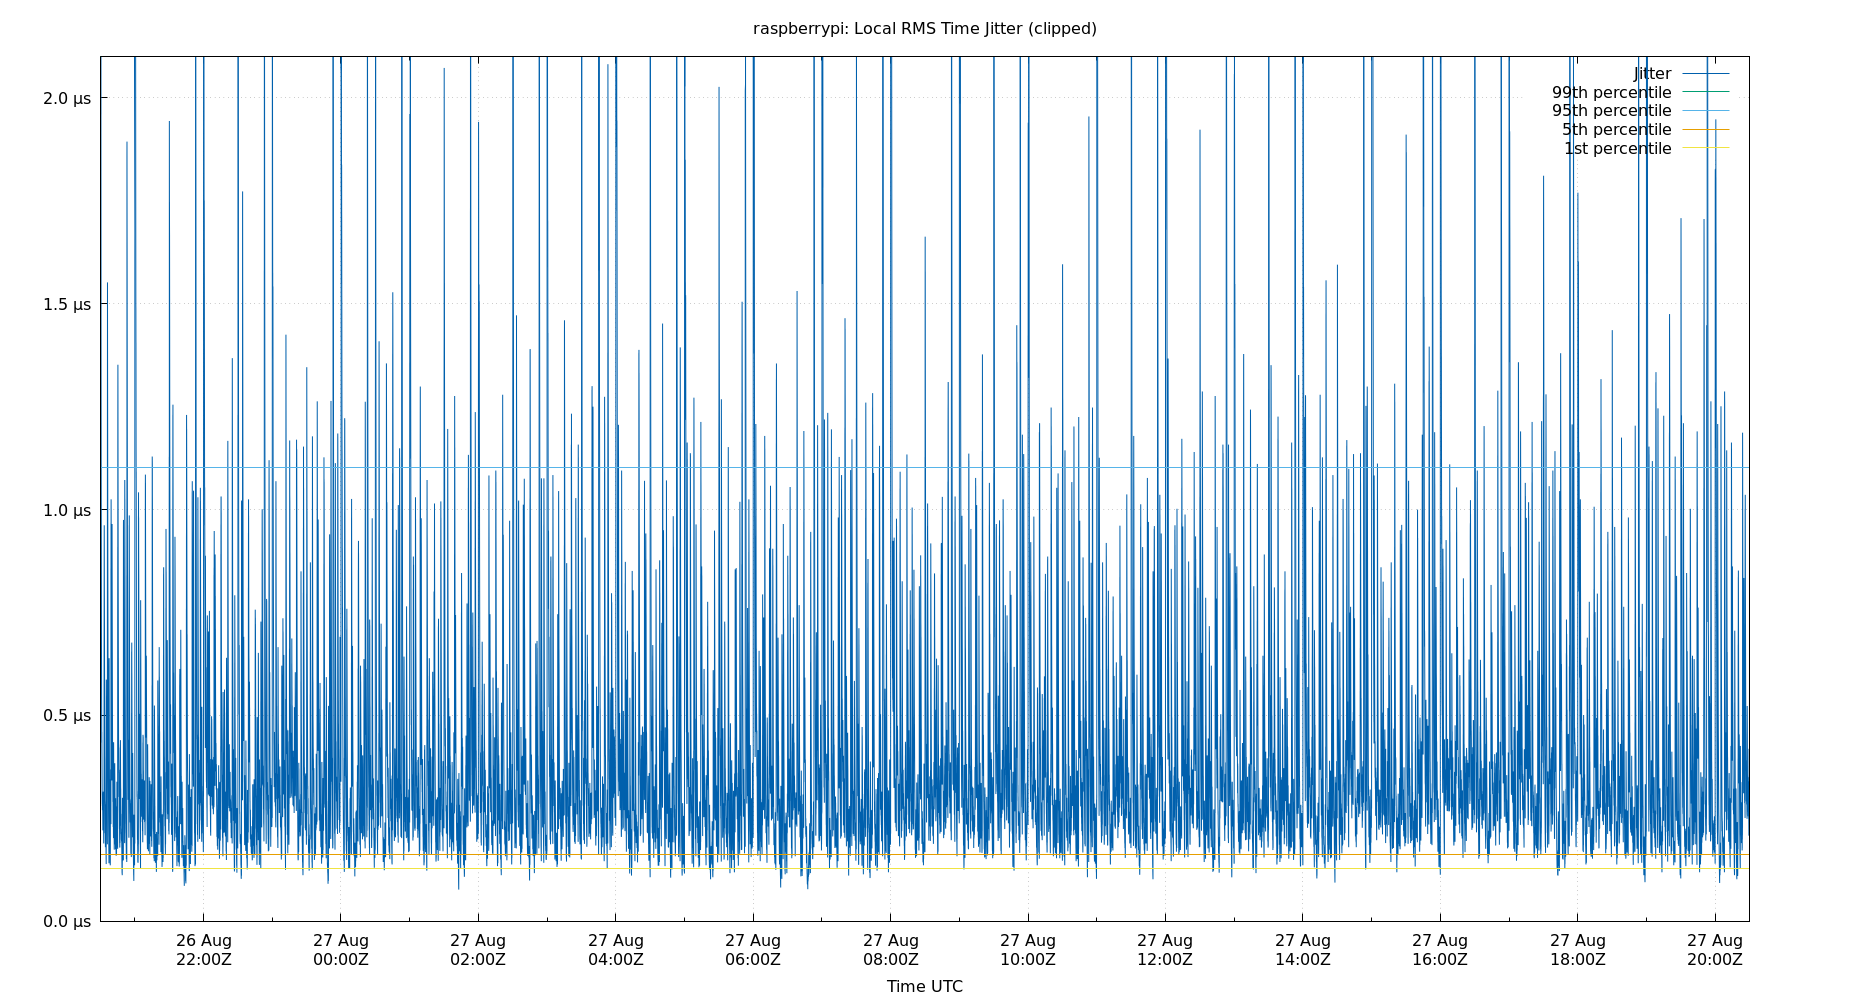 raspberrypi: Local RMS Time Jitter (clipped)
Jitter
99th percentile
95th percentile
5th percentile
1st percentile
2.0 µs
1.5 µs
1.0 µs
0.5 µs
0.0 µs
26 Aug 27 Aug 27 Aug 27 Aug 27 Aug 27 Aug 27 Aug 27 Aug 27 Aug 27 Aug 27 Aug 27 Aug
22:00Z 00:00Z 02:00Z 04:00Z 06:00Z 08:00Z 10:00Z 12:00Z 14:00Z 16:00Z 18:00Z 20:00Z
Time UTC